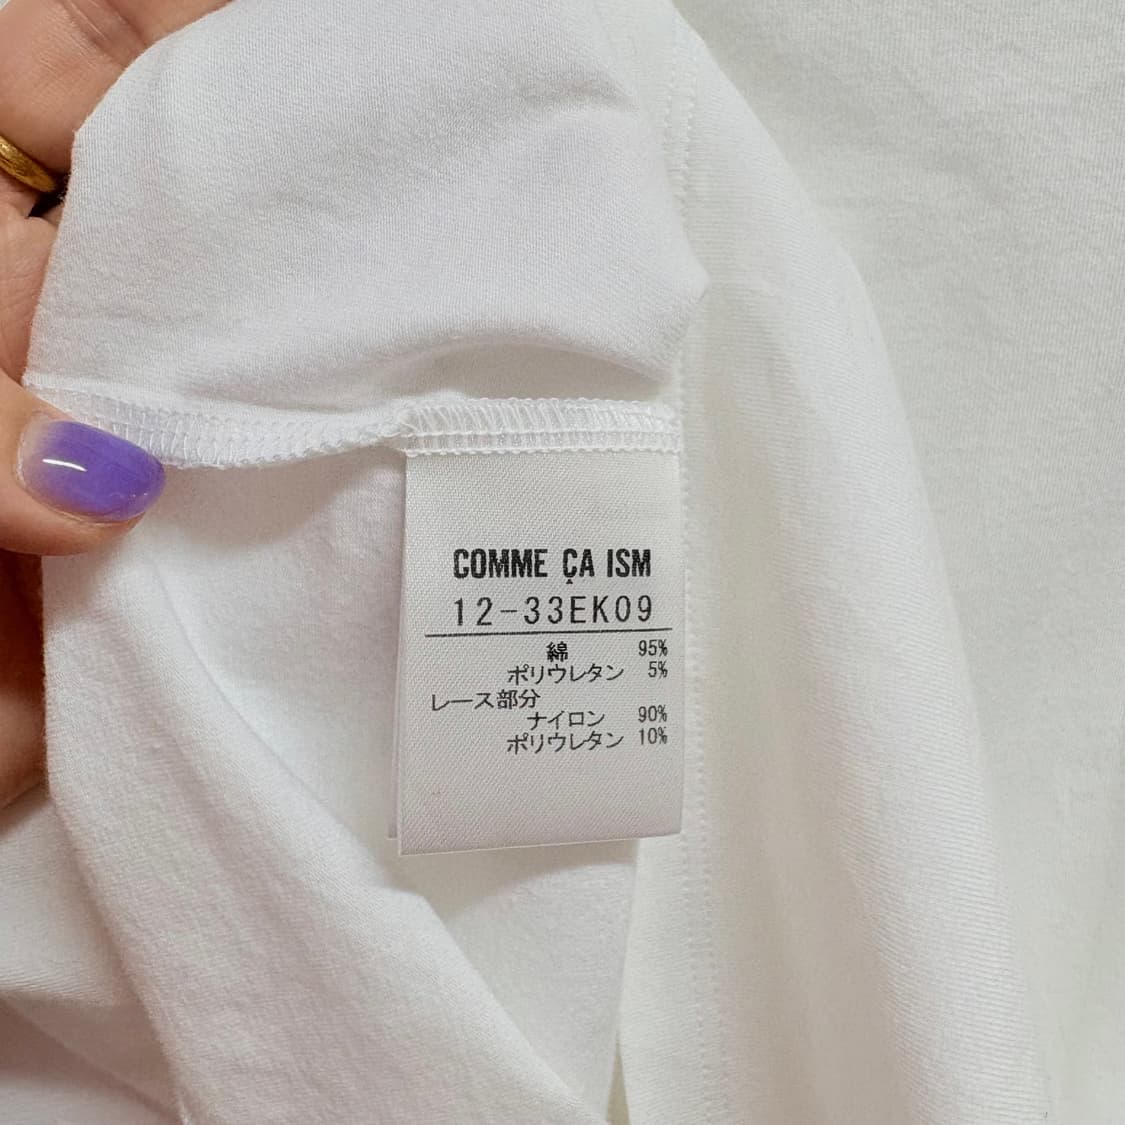 COMME ÇA ISM
12-33EK09
綿 95%
ポリウレタン 5%
レース部分
ナイロン 90%
ポリウレタン 10%